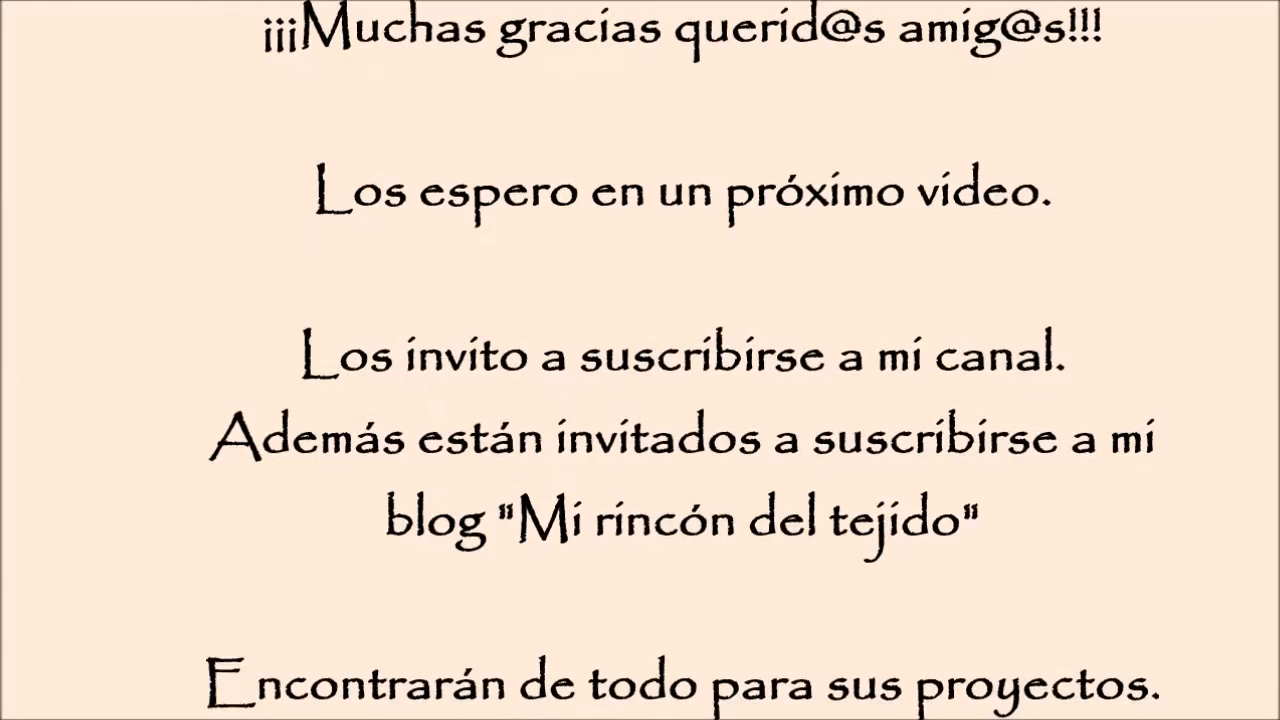 ¡¡¡Muchas gracias querid@s amig@s!!!
Los espero en un próximo video.
Los invito a suscribirse a mi canal.
Además están invitados a suscribirse a mi
blog "Mi rincón del tejido"
Encontrarán de todo para sus proyectos.